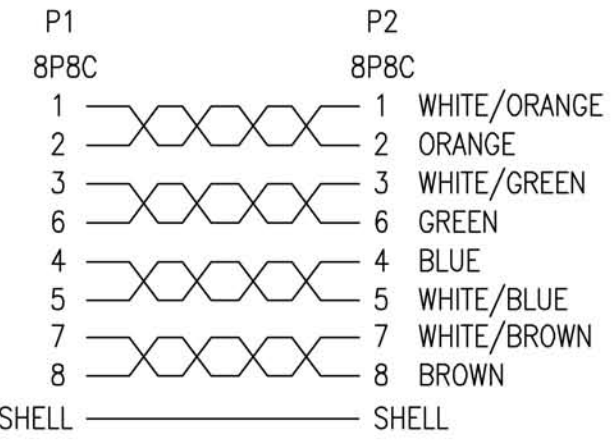 P1 P2
8P8C 8P8C
1 1 WHITE/ORANGE
2 2 ORANGE
3 3 WHITE/GREEN
6 6 GREEN
4 4 BLUE
5 5 WHITE/BLUE
7 7 WHITE/BROWN
8 8 BROWN
SHELL SHELL